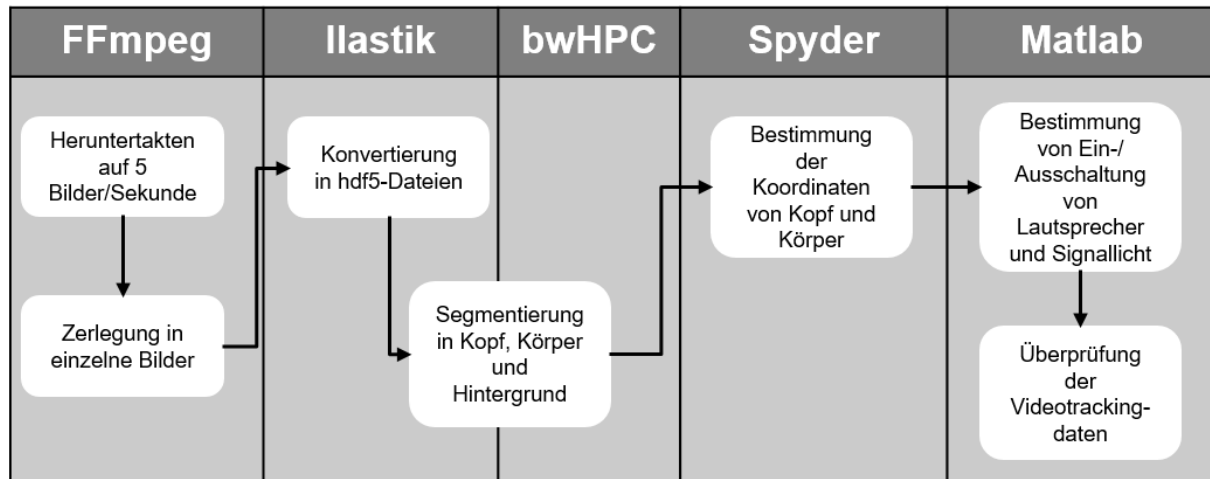 FFmpeg
Ilastik
bwHPC
Spyder
Matlab
Heruntertakten
auf 5
Bilder/Sekunde
Zerlegung in
einzelne Bilder
Konvertierung
in hdf5-Dateien
Segmentierung
in Kopf, Körper
und
Hintergrund
Bestimmung
der
Koordinaten
von Kopf und
Körper
Bestimmung
von Ein-/
Ausschaltung
von
Lautsprecher
und Signallicht
Überprüfung
der
Videotracking-
daten